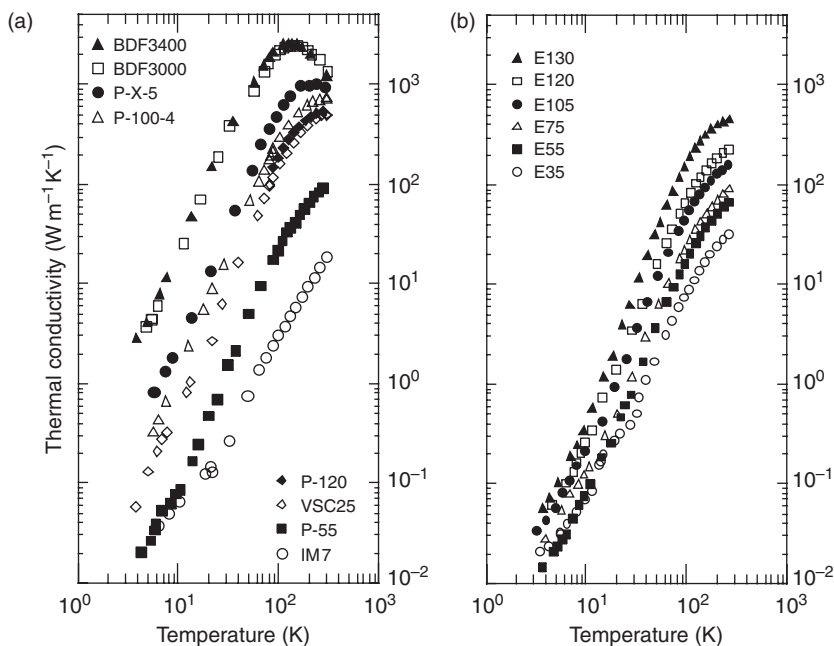 (a)
BDF3400
BDF3000
P-X-5
P-100-4
P-120
VSC25
P-55
IM7
Thermal conductivity (W m⁻¹ K⁻¹)
10³
10²
10¹
10⁰
10⁻¹
10⁻²
10⁰ 10¹ 10² 10³
Temperature (K)
(b)
E130
E120
E105
E75
E55
E35
10³
10²
10¹
10⁰
10⁻¹
10⁻²
10⁰ 10¹ 10² 10³
Temperature (K)